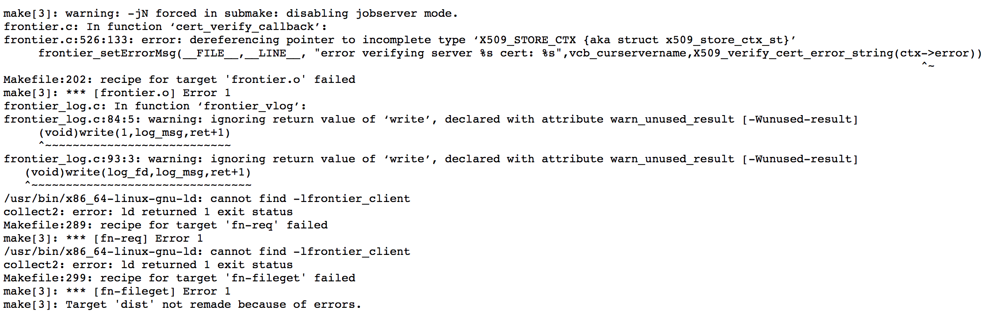 make[3]: warning: -jN forced in submake: disabling jobserver mode.
frontier.c: In function ‘cert_verify_callback’:
frontier.c:526:133: error: dereferencing pointer to incomplete type ‘X509_STORE_CTX {aka struct x509_store_ctx_st}’
     frontier_setErrorMsg(__FILE__,__LINE__, "error verifying server %s cert: %s",vcb_curservername,X509_verify_cert_error_string(ctx->error))
                                                                                                                                     ^~
Makefile:202: recipe for target 'frontier.o' failed
make[3]: *** [frontier.o] Error 1
frontier_log.c: In function ‘frontier_vlog’:
frontier_log.c:84:5: warning: ignoring return value of ‘write’, declared with attribute warn_unused_result [-Wunused-result]
     (void)write(1,log_msg,ret+1)
     ^~~~~~~~~~~~~~~~~~~~~~~~~~~~
frontier_log.c:93:3: warning: ignoring return value of ‘write’, declared with attribute warn_unused_result [-Wunused-result]
   (void)write(log_fd,log_msg,ret+1)
   ^~~~~~~~~~~~~~~~~~~~~~~~~~~~~~~~~
/usr/bin/x86_64-linux-gnu-ld: cannot find -lfrontier_client
collect2: error: ld returned 1 exit status
Makefile:289: recipe for target 'fn-req' failed
make[3]: *** [fn-req] Error 1
/usr/bin/x86_64-linux-gnu-ld: cannot find -lfrontier_client
collect2: error: ld returned 1 exit status
Makefile:299: recipe for target 'fn-fileget' failed
make[3]: *** [fn-fileget] Error 1
make[3]: Target 'dist' not remade because of errors.